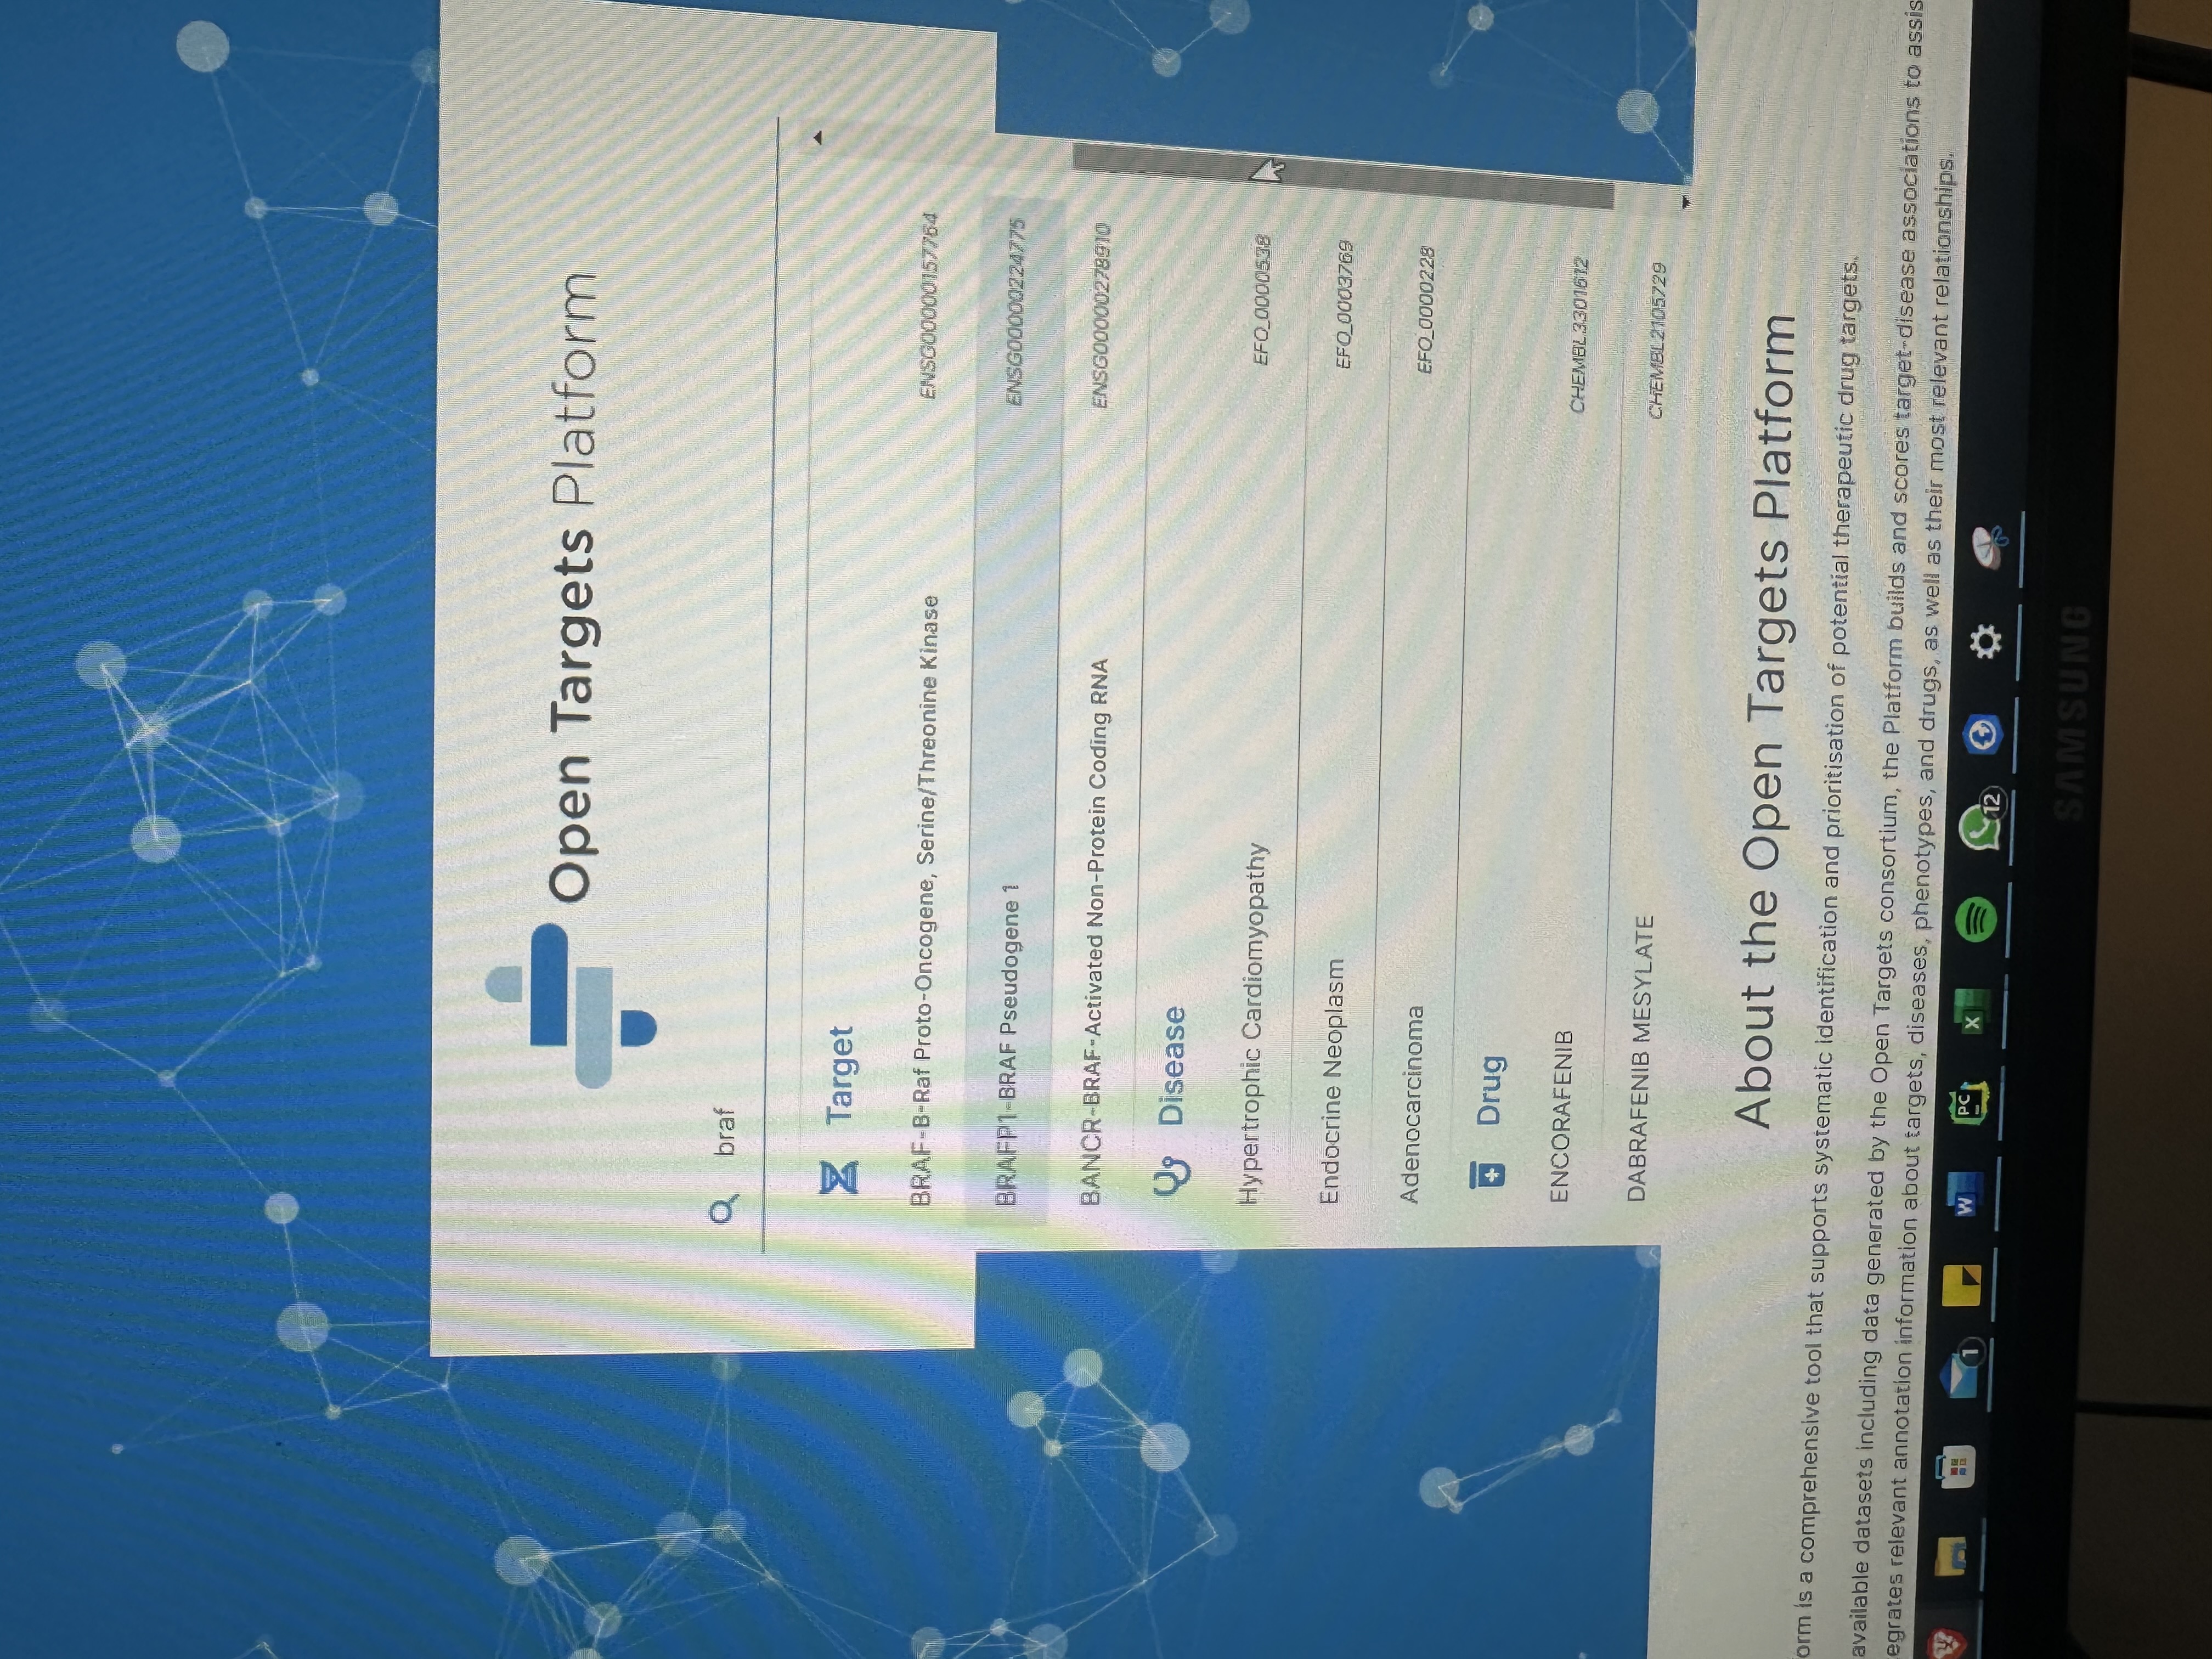 Open Targets Platform
braf
Target
BRAF-B-Raf Proto-Oncogene, Serine/Threonine Kinase ENSG00000157764
BRAFP1-BRAF Pseudogene 1 ENSG00000224775
BANCR-BRAF-Activated Non-Protein Coding RNA ENSG00000278910
Disease
Hypertrophic Cardiomyopathy EFO_0000538
Endocrine Neoplasm EFO_0003769
Adenocarcinoma EFO_0000228
Drug
ENCORAFENIB CHEMBL3301612
DABRAFENIB MESYLATE CHEMBL2105729
About the Open Targets Platform
orm is a comprehensive tool that supports systematic identification and prioritisation of potential therapeutic drug targets.
available datasets including data generated by the Open Targets consortium, the Platform builds and scores target-disease associations to assis
egrates relevant annotation information about targets, diseases, phenotypes, and drugs, as well as their most relevant relationships.
1 W PC X 12
SAMSUNG